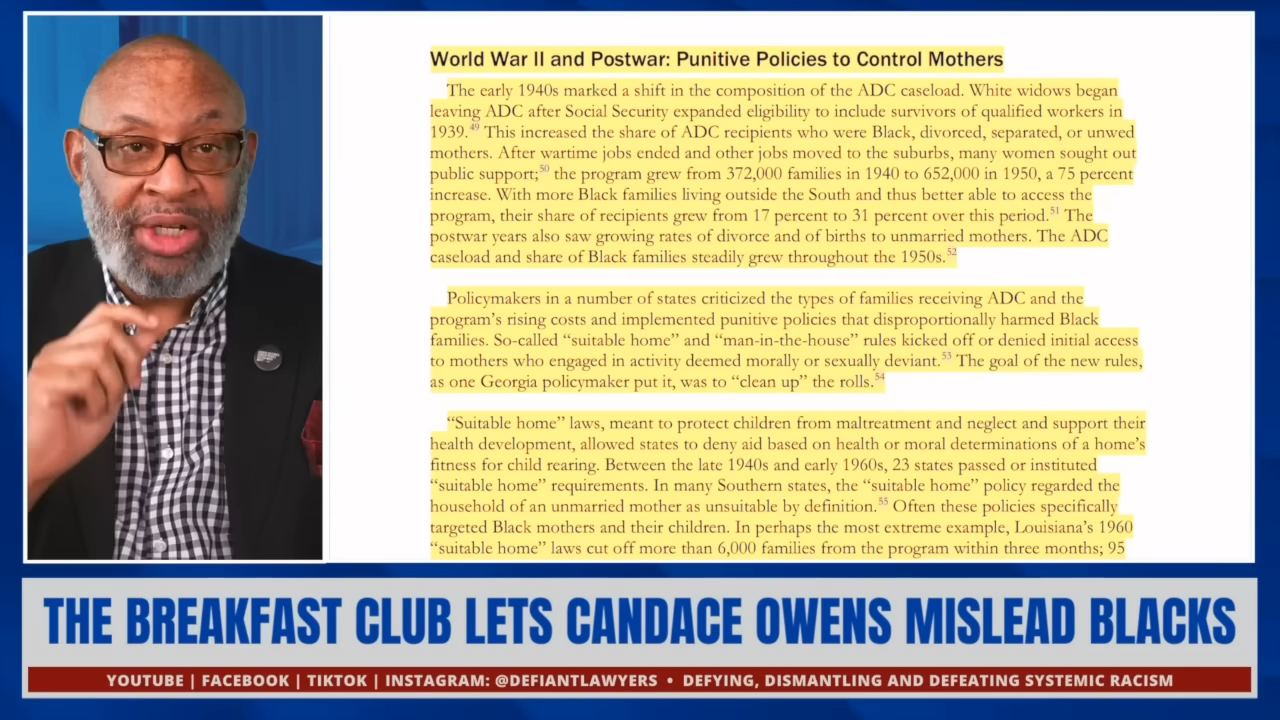 World War II and Postwar: Punitive Policies to Control Mothers
The early 1940s marked a shift in the composition of the ADC caseload. White widows began
leaving ADC after Social Security expanded eligibility to include survivors of qualified workers in
1939.49 This increased the share of ADC recipients who were Black, divorced, separated, or unwed
mothers. After wartime jobs ended and other jobs moved to the suburbs, many women sought out
public support;50 the program grew from 372,000 families in 1940 to 652,000 in 1950, a 75 percent
increase. With more Black families living outside the South and thus better able to access the
program, their share of recipients grew from 17 percent to 31 percent over this period.51 The
postwar years also saw growing rates of divorce and of births to unmarried mothers. The ADC
caseload and share of Black families steadily grew throughout the 1950s.52
Policymakers in a number of states criticized the types of families receiving ADC and the
program's rising costs and implemented punitive policies that disproportionally harmed Black
families. So-called “suitable home” and “man-in-the-house” rules kicked off or denied initial access
to mothers who engaged in activity deemed morally or sexually deviant.53 The goal of the new rules,
as one Georgia policymaker put it, was to “clean up” the rolls.54
“Suitable home” laws, meant to protect children from maltreatment and neglect and support their
health development, allowed states to deny aid based on health or moral determinations of a home's
fitness for child rearing. Between the late 1940s and early 1960s, 23 states passed or instituted
“suitable home” requirements. In many Southern states, the “suitable home” policy regarded the
household of an unmarried mother as unsuitable by definition.55 Often these policies specifically
targeted Black mothers and their children. In perhaps the most extreme example, Louisiana's 1960
“suitable home” laws cut off more than 6,000 families from the program within three months; 95
THE BREAKFAST CLUB LETS CANDACE OWENS MISLEAD BLACKS
YOUTUBE | FACEBOOK | TIKTOK | INSTAGRAM: @DEFIANTLAWYERS • DEFYING, DISMANTLING AND DEFEATING SYSTEMIC RACISM